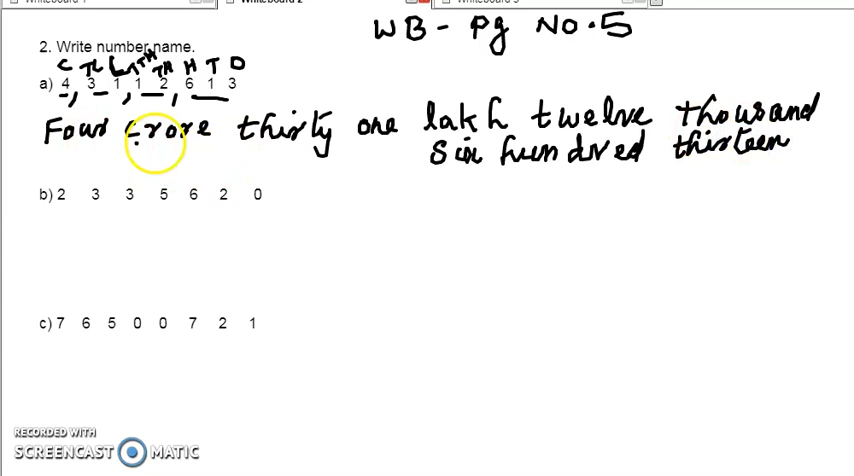 WB - Pg NO. 5
2. Write number name.
C TL L TTH TH H T O
a) 4, 3 1, 1 2, 6 1 3
Four crore thirty one lakh twelve thousand
six hundred thirteen
b) 2 3 3 5 6 2 0
c) 7 6 5 0 0 7 2 1
RECORDED WITH
SCREENCAST MATIC